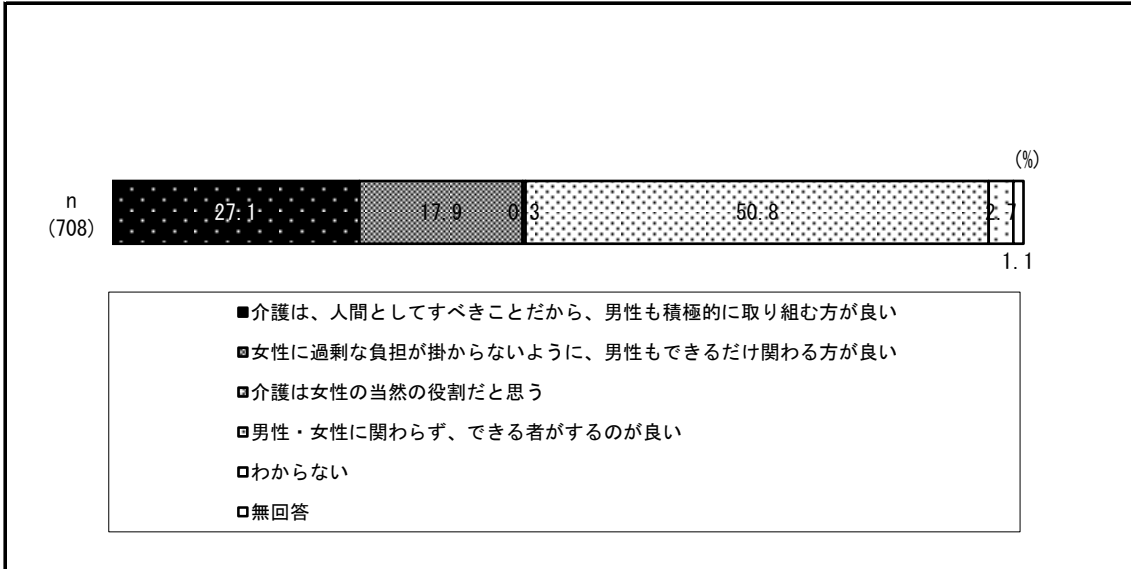 (%)
n
(708)
27.1 17.9 0.3 50.8 2.7
1.1
■介護は、人間としてすべきことだから、男性も積極的に取り組む方が良い
女性に過剰な負担が掛からないように、男性もできるだけ関わる方が良い
介護は女性の当然の役割だと思う
男性・女性に関わらず、できる者がするのが良い
わからない
無回答